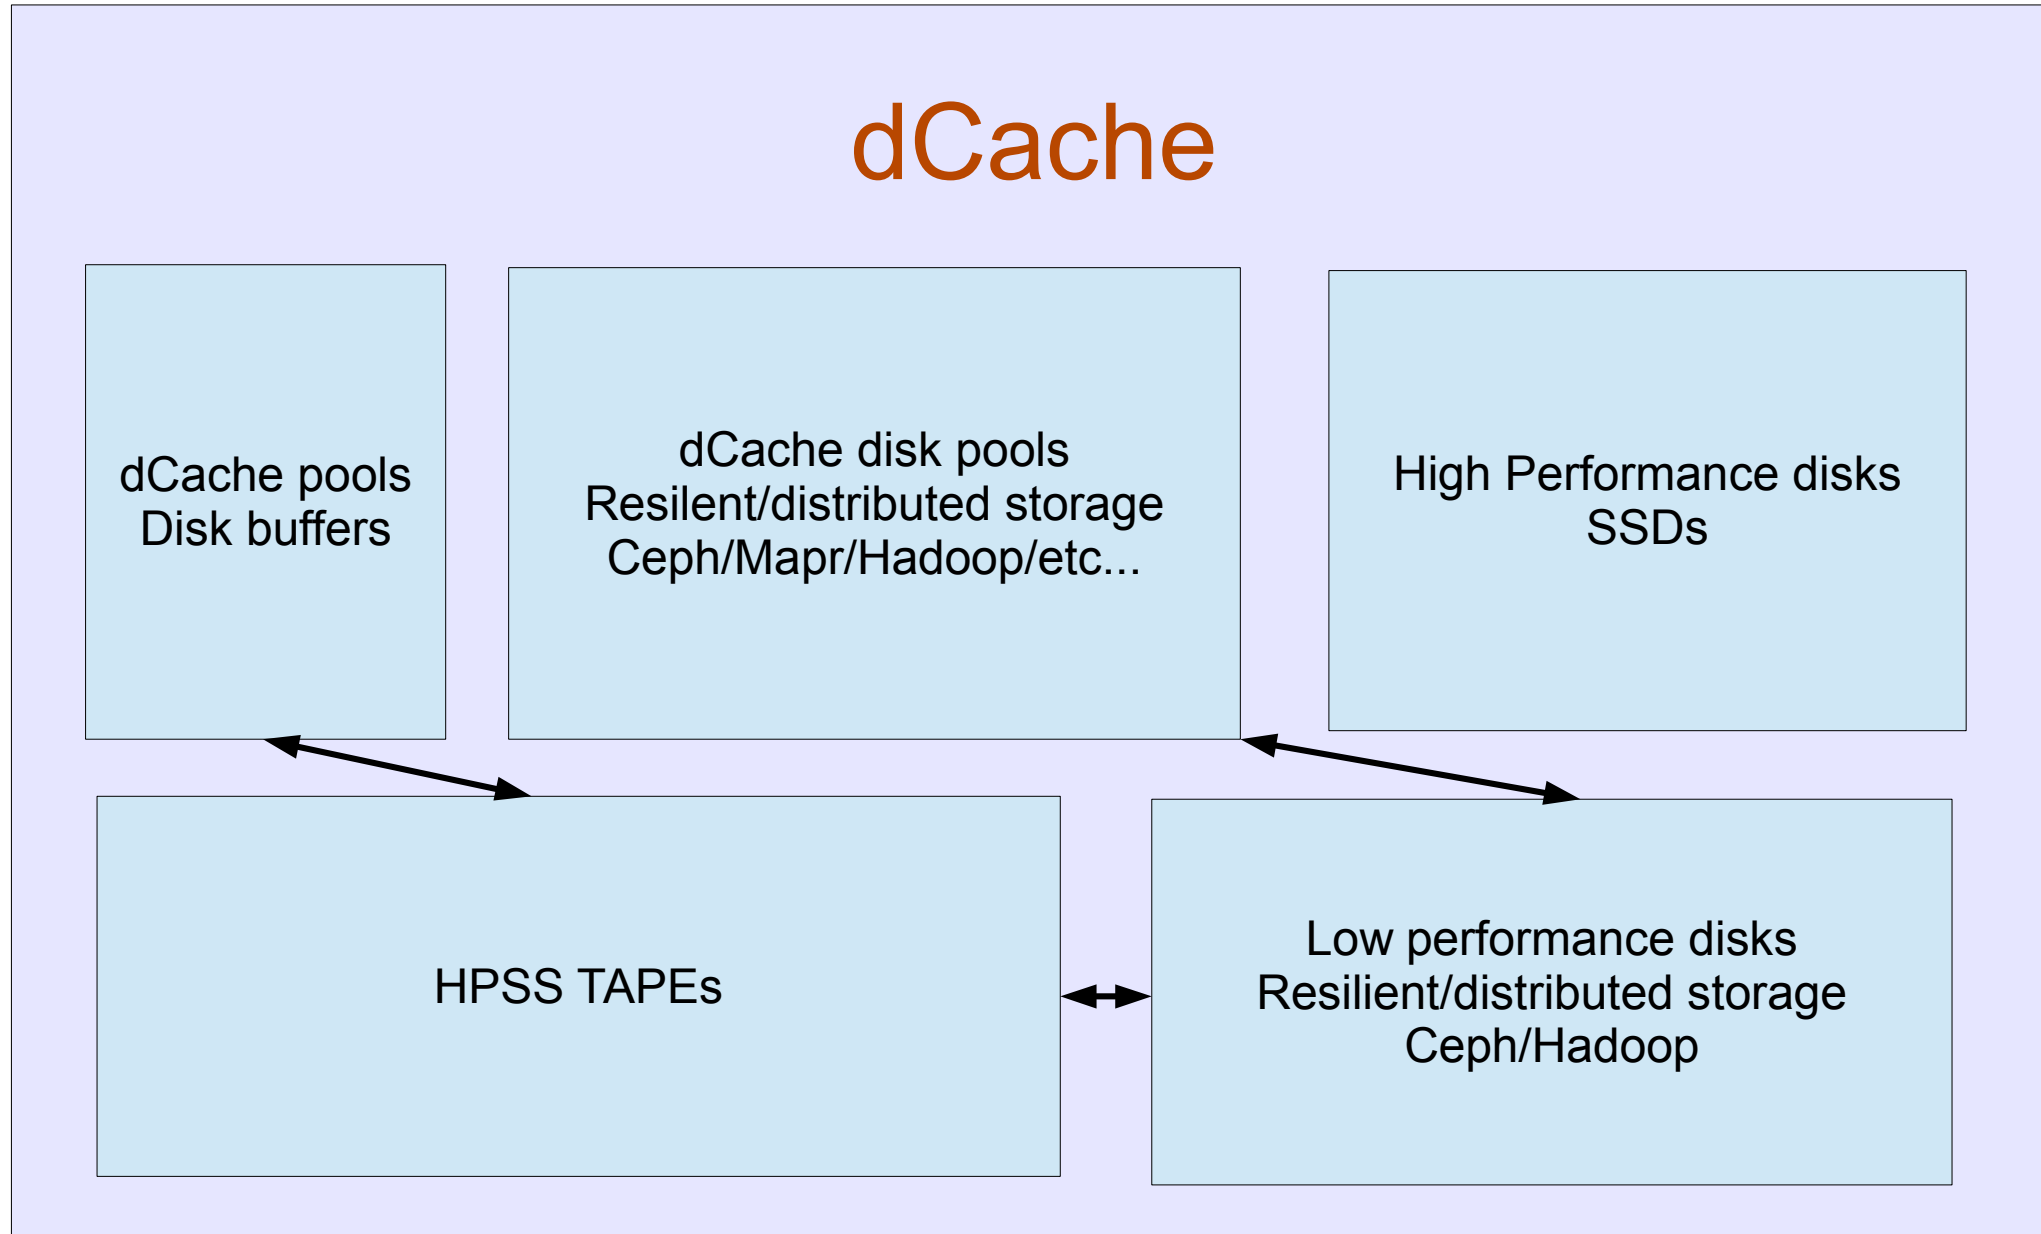 dCache
dCache pools
Disk buffers
dCache disk pools
Resilent/distributed storage
Ceph/Mapr/Hadoop/etc...
High Performance disks
SSDs
HPSS TAPEs
Low performance disks
Resilient/distributed storage
Ceph/Hadoop